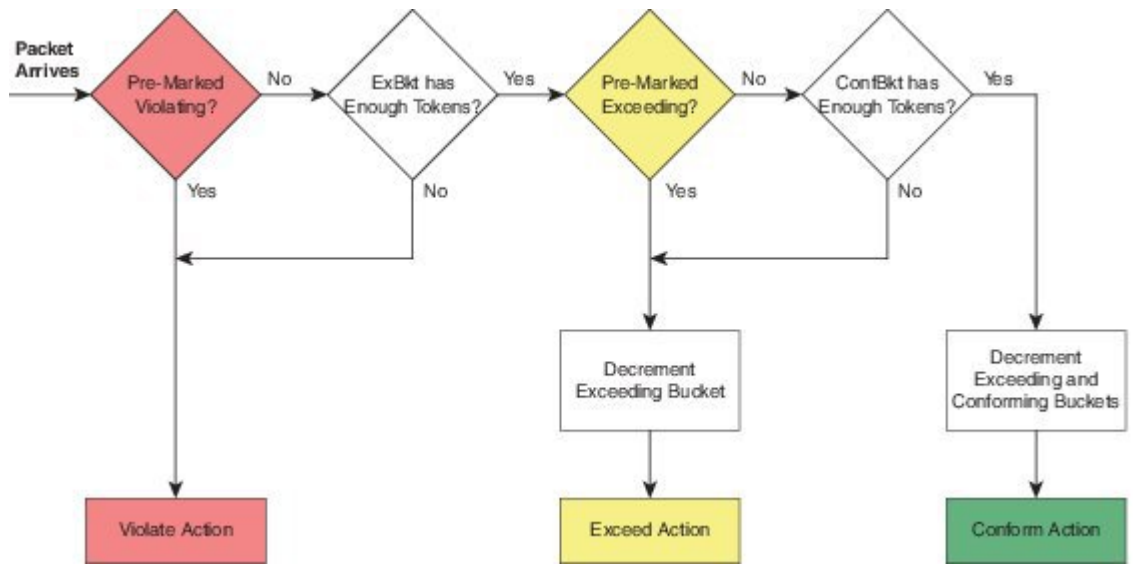 Packet
Arrives
Pre-Marked
Violating?
No
ExBkt has
Enough Tokens?
Yes
Pre-Marked
Exceeding?
No
ConfBkt has
Enough Tokens?
Yes
Yes
No
Yes
No
Decrement
Exceeding Bucket
Decrement
Exceeding and
Conforming Buckets
Violate Action
Exceed Action
Conform Action